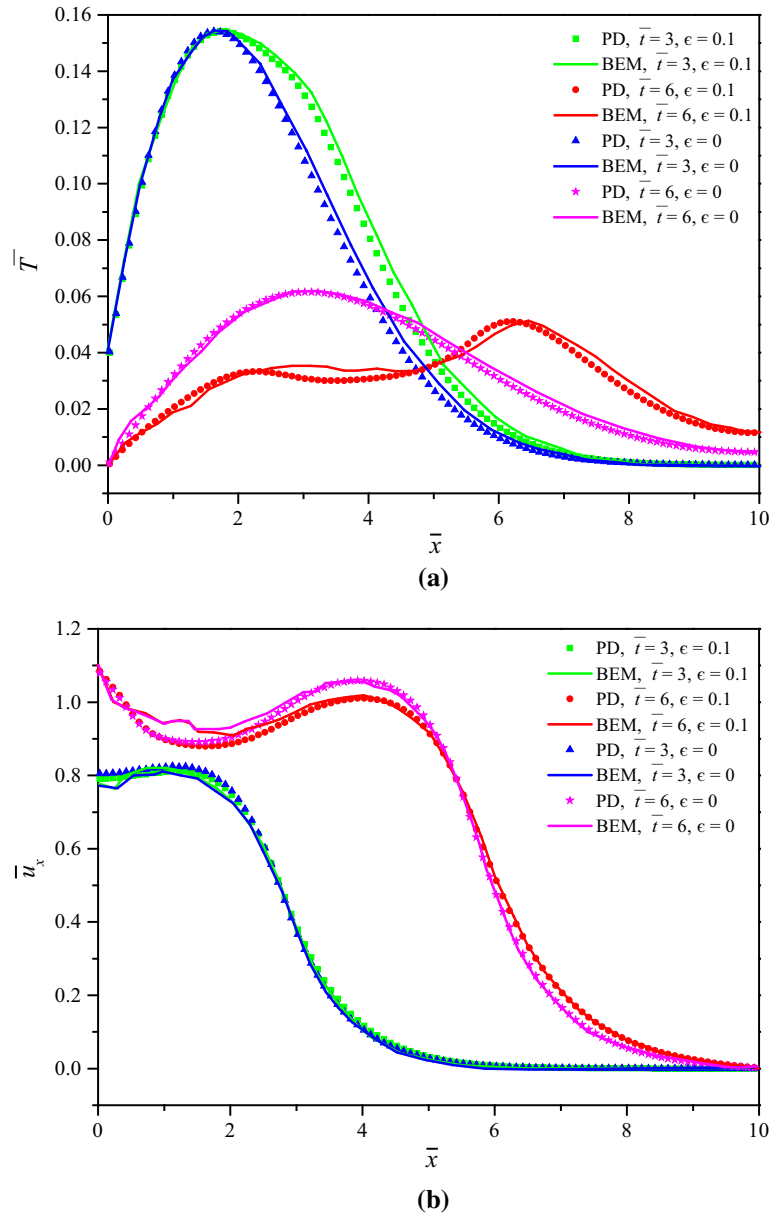 0.16
0.14
0.12
0.10
0.08
0.06
0.04
0.02
0.00
T̅
PD, t̅ = 3, ϵ = 0.1
BEM, t̅ = 3, ϵ = 0.1
PD, t̅ = 6, ϵ = 0.1
BEM, t̅ = 6, ϵ = 0.1
PD, t̅ = 3, ϵ = 0
BEM, t̅ = 3, ϵ = 0
PD, t̅ = 6, ϵ = 0
BEM, t̅ = 6, ϵ = 0
0 2 4 6 8 10
x̅
(a)
1.2
1.0
0.8
0.6
0.4
0.2
0.0
u̅ₓ
PD, t̅ = 3, ϵ = 0.1
BEM, t̅ = 3, ϵ = 0.1
PD, t̅ = 6, ϵ = 0.1
BEM, t̅ = 6, ϵ = 0.1
PD, t̅ = 3, ϵ = 0
BEM, t̅ = 3, ϵ = 0
PD, t̅ = 6, ϵ = 0
BEM, t̅ = 6, ϵ = 0
0 2 4 6 8 10
x̅
(b)